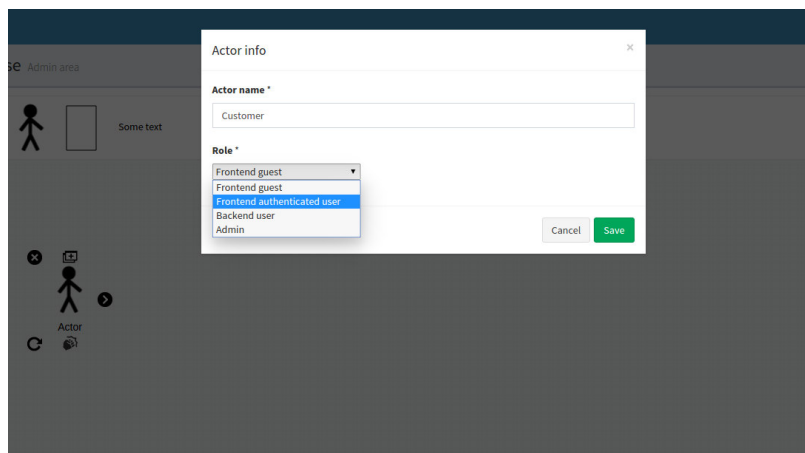 Actor info
×
se Admin area
Actor name *
Customer
Some text
Role *
Frontend guest
Frontend guest
Frontend authenticated user
Backend user
Admin
Cancel Save
Actor